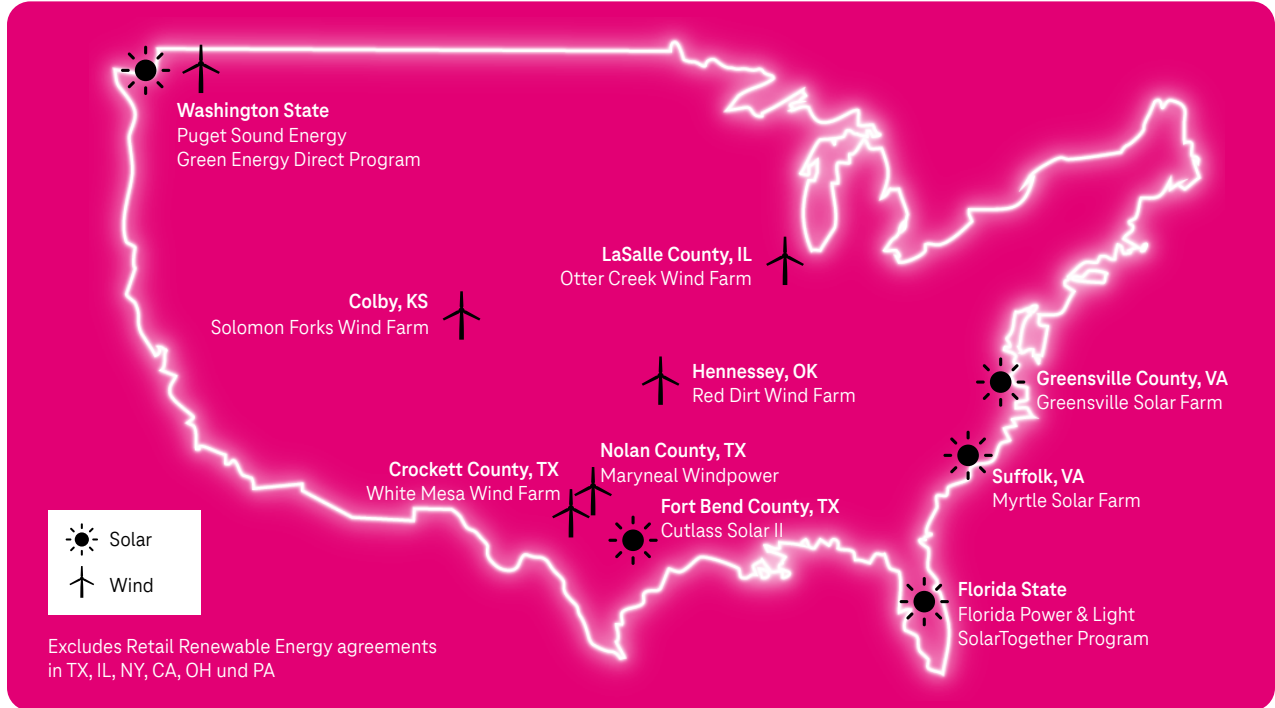 Washington State
Puget Sound Energy
Green Energy Direct Program
LaSalle County, IL
Otter Creek Wind Farm
Colby, KS
Solomon Forks Wind Farm
Hennessey, OK
Red Dirt Wind Farm
Greensville County, VA
Greensville Solar Farm
Nolan County, TX
Maryneal Windpower
Crockett County, TX
White Mesa Wind Farm
Suffolk, VA
Myrtle Solar Farm
Fort Bend County, TX
Cutlass Solar II
Solar
Wind
Florida State
Florida Power & Light
SolarTogether Program
Excludes Retail Renewable Energy agreements
in TX, IL, NY, CA, OH und PA